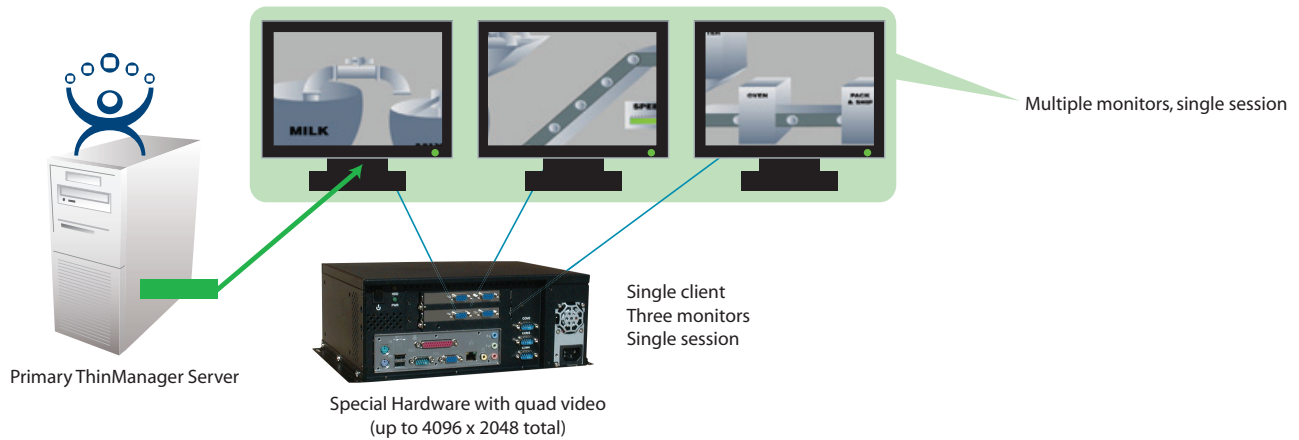 MILK
SPEE
OVEN
PACK
& SHIP
Multiple monitors, single session
Primary ThinManager Server
Single client
Three monitors
Single session
Special Hardware with quad video
(up to 4096 x 2048 total)